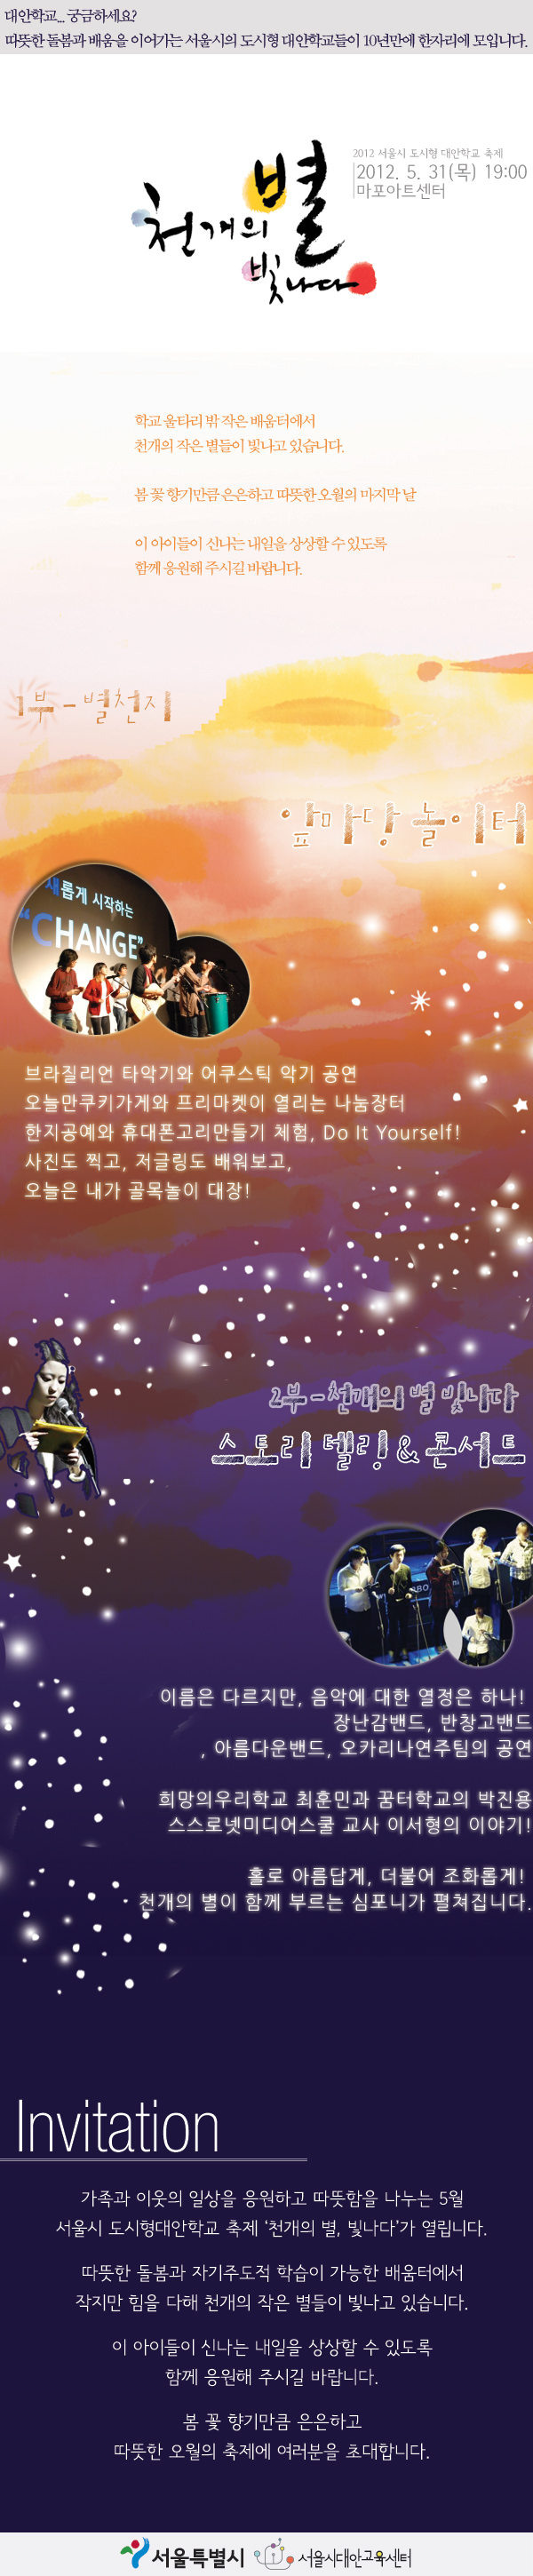 대안학교... 궁금하세요?
따뜻한 돌봄과 배움을 이어가는 서울시의 도시형 대안학교들이 10년만에 한자리에 모입니다.
2012 서울시 도시형 대안학교 축제
2012. 5. 31(목) 19:00
마포아트센터
천개의 별
빛나다
학교 울타리 밖 작은 배움터에서
천개의 작은 별들이 빛나고 있습니다.
봄 꽃 향기만큼 은은하고 따뜻한 오월의 마지막 날
이 아이들이 신나는 내일을 상상할 수 있도록
함께 응원해 주시길 바랍니다.
1부 - 별천지
앞마당 놀이터
새롭게 시작하는
"CHANGE"
브라질리언 타악기와 어쿠스틱 악기 공연
오늘만쿠키가게와 프리마켓이 열리는 나눔장터
한지공예와 휴대폰고리만들기 체험, Do It Yourself!
사진도 찍고, 저글링도 배워보고,
오늘은 내가 골목놀이 대장!
2부 - 천개의 별 빛나다
스토리텔링 & 콘서트
이름은 다르지만, 음악에 대한 열정은 하나!
장난감밴드, 반창고밴드
, 아름다운밴드, 오카리나연주팀의 공연
희망의우리학교 최훈민과 꿈터학교의 박진용
스스로넷미디어스쿨 교사 이서형의 이야기!
홀로 아름답게, 더불어 조화롭게!
천개의 별이 함께 부르는 심포니가 펼쳐집니다.
Invitation
가족과 이웃의 일상을 응원하고 따뜻함을 나누는 5월
서울시 도시형대안학교 축제 '천개의 별, 빛나다'가 열립니다.
따뜻한 돌봄과 자기주도적 학습이 가능한 배움터에서
작지만 힘을 다해 천개의 작은 별들이 빛나고 있습니다.
이 아이들이 신나는 내일을 상상할 수 있도록
함께 응원해 주시길 바랍니다.
봄 꽃 향기만큼 은은하고
따뜻한 오월의 축제에 여러분을 초대합니다.
서울특별시 서울시대안교육센터